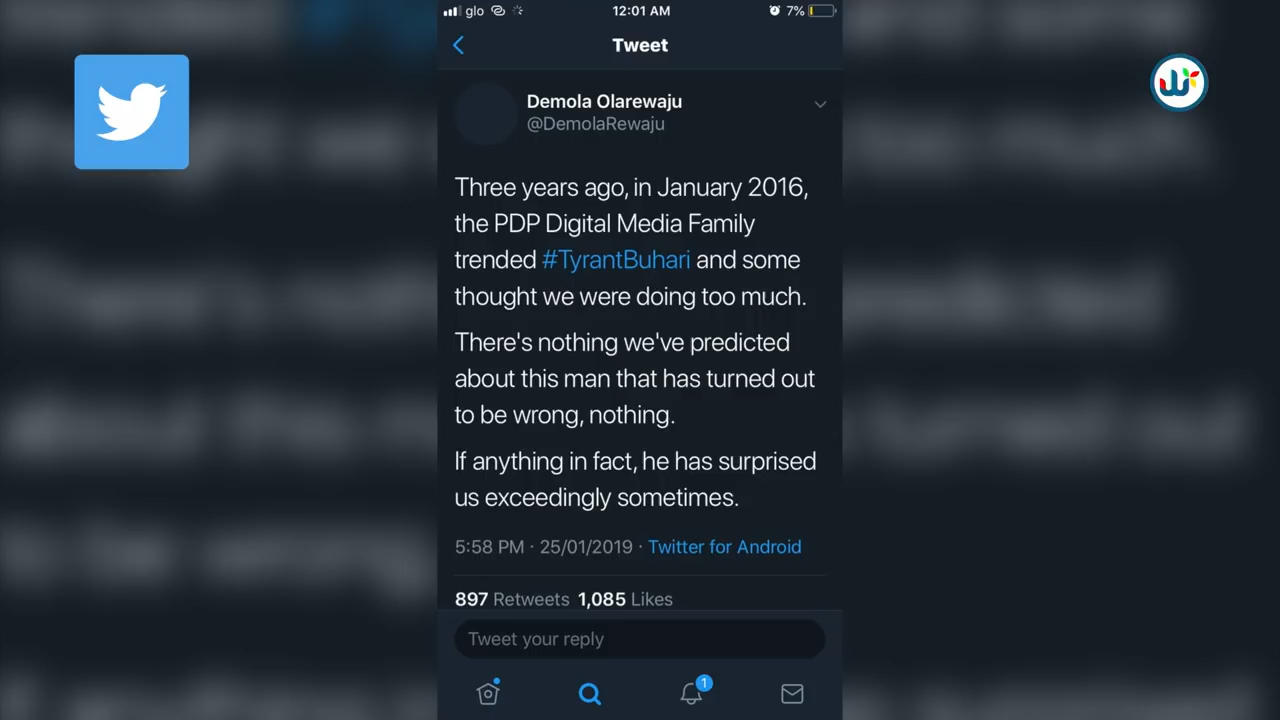 glo 12:01 AM 7%
Tweet
Demola Olarewaju
@DemolaRewaju
Three years ago, in January 2016,
the PDP Digital Media Family
trended #TyrantBuhari and some
thought we were doing too much.
There's nothing we've predicted
about this man that has turned out
to be wrong, nothing.
If anything in fact, he has surprised
us exceedingly sometimes.
5:58 PM · 25/01/2019 · Twitter for Android
897 Retweets 1,085 Likes
Tweet your reply
1